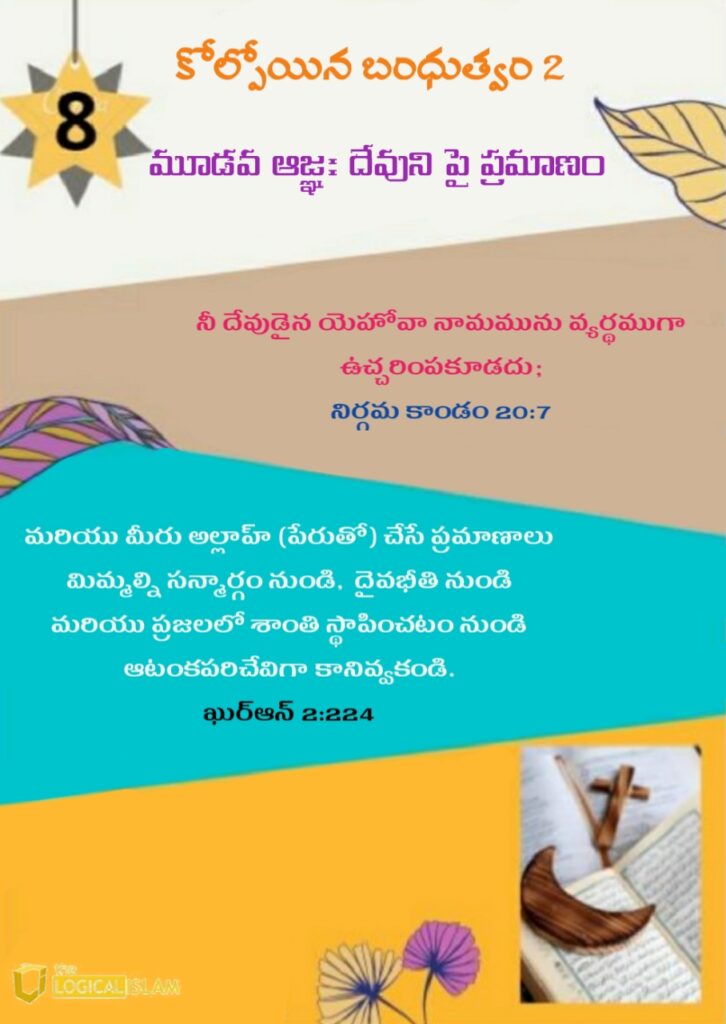 8
కోల్పోయిన బంధుత్వం 2
మూడవ ఆజ్ఞ: దేవుని పై ప్రమాణం
నీ దేవుడైన యెహోవా నామమును వ్యర్థముగా
ఉచ్చరింపకూడదు;
నిర్గమ కాండం 20:7
మరియు మీరు అల్లాహ్ (పేరుతో) చేసే ప్రమాణాలు
మిమ్మల్ని సన్మార్గం నుండి, దైవభీతి నుండి
మరియు ప్రజలలో శాంతి స్థాపించటం నుండి
ఆటంకపరిచేవిగా కానివ్వకండి.
ఖుర్ఆన్ 2:224
The
LOGICAL ISLAM